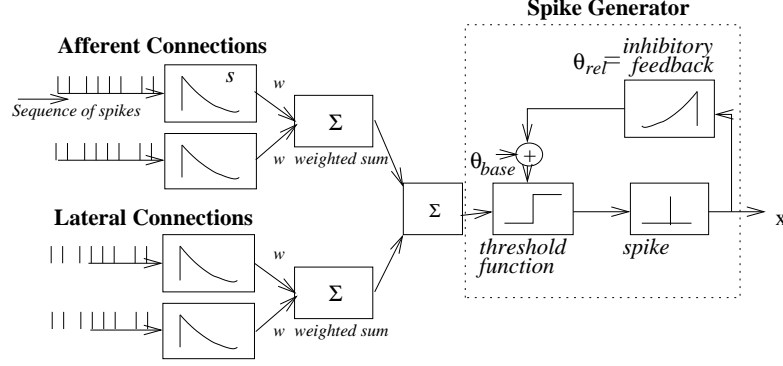 Spike Generator
Afferent Connections
θrel= inhibitory
feedback
s
w
Sequence of spikes
Σ
+
θbase
w weighted sum
Lateral Connections
Σ
x
threshold
function
spike
w
Σ
w weighted sum